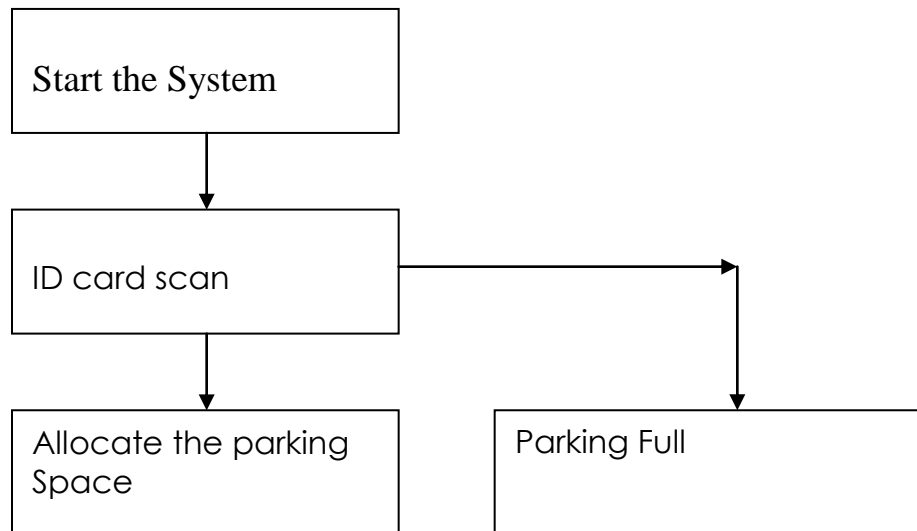 Start the System
ID card scan
Allocate the parking
Space
Parking Full